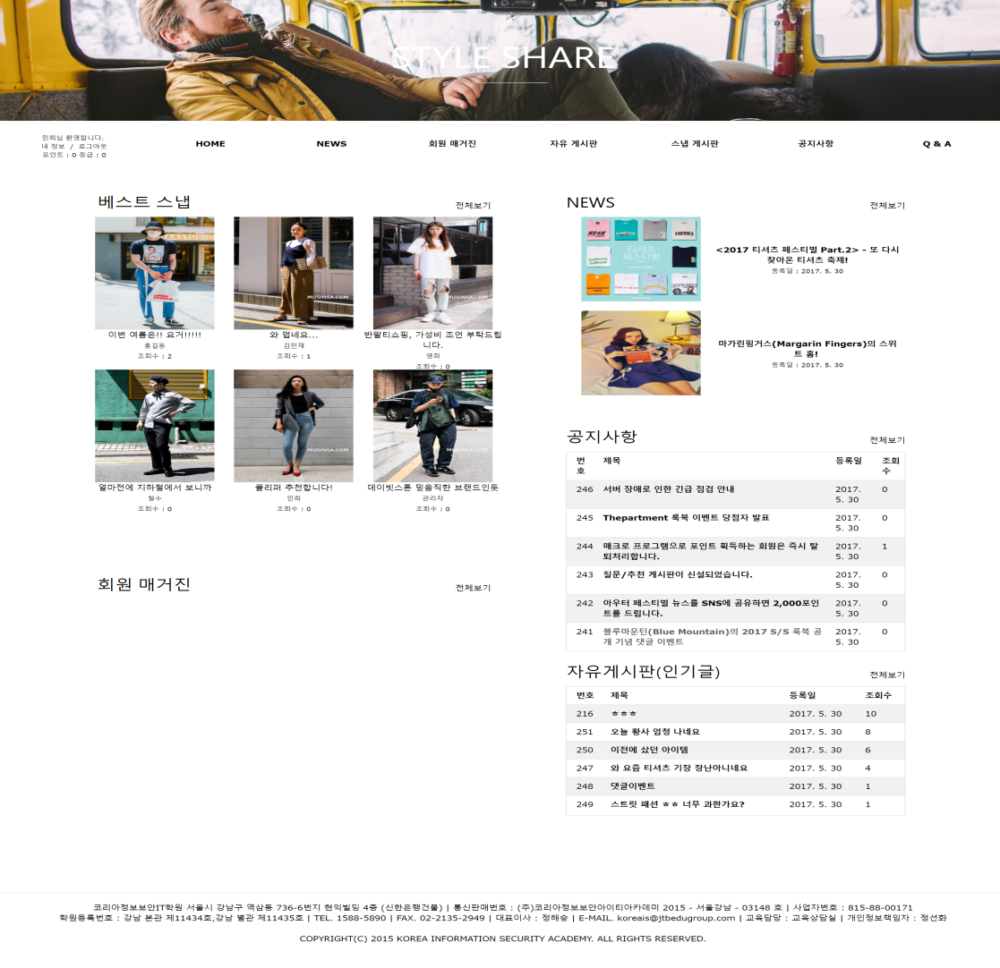 STYLE SHARE
민희님 환영합니다.
내 정보 / 로그아웃
포인트 : 0 등급 : 0
HOME
NEWS
회원 매거진
자유 게시판
스냅 게시판
공지사항
Q & A
베스트 스냅
전체보기
MUSINSA.COM
MUSINSA.COM
MUSINSA.COM
이번 여름은!! 요거!!!!!
홍길동
조회수 : 2
와 덥네요...
김민재
조회수 : 1
반팔티쇼핑, 가성비 조언 부탁드립
니다.
영희
조회수 : 0
MUSINSA.COM
MUSINSA.COM
얼마전에 지하철에서 보니까
철수
조회수 : 0
클리퍼 추천합니다!
민희
조회수 : 0
데이빗스톤 믿음직한 브랜드인듯
관리자
조회수 : 0
회원 매거진
전체보기
NEWS
전체보기
티셔츠
페스티벌
AMERICA
<2017 티셔츠 페스티벌 Part.2> - 또 다시
찾아온 티셔츠 축제!
등록일 : 2017. 5. 30
마가린핑거스(Margarin Fingers)의 스위
트 홈!
등록일 : 2017. 5. 30
공지사항
전체보기
번
호
제목
등록일
조회
수
246 서버 장애로 인한 긴급 점검 안내 2017. 0
5. 30
245 Thepartment 룩북 이벤트 당첨자 발표 2017. 0
5. 30
244 매크로 프로그램으로 포인트 획득하는 회원은 즉시 탈 2017. 1
퇴처리합니다. 5. 30
243 질문/추천 게시판이 신설되었습니다. 2017. 0
5. 30
242 아우터 페스티벌 뉴스를 SNS에 공유하면 2,000포인 2017. 0
트를 드립니다. 5. 30
241 블루마운틴(Blue Mountain)의 2017 S/S 룩북 공 2017. 0
개 기념 댓글 이벤트 5. 30
자유게시판(인기글)
전체보기
번호 제목 등록일 조회수
216 ㅎㅎㅎ 2017. 5. 30 10
251 오늘 황사 엄청 나네요 2017. 5. 30 8
250 이전에 샀던 아이템 2017. 5. 30 6
247 와 요즘 티셔츠 기장 장난아니네요 2017. 5. 30 4
248 댓글이벤트 2017. 5. 30 1
249 스트릿 패션 ㅎㅎ 너무 과한가요? 2017. 5. 30 1
코리아정보보안IT학원 서울시 강남구 역삼동 736-6번지 현익빌딩 4층 (신한은행건물) | 통신판매번호 : (주)코리아정보보안아이티아카데미 2015 - 서울강남 - 03148 호 | 사업자번호 : 815-88-00171
학원등록번호 : 강남 본관 제11434호,강남 별관 제11435호 | TEL. 1588-5890 | FAX. 02-2135-2949 | 대표이사 : 정해승 | E-MAIL. koreais@jtbedugroup.com | 교육담당 : 교육상담실 | 개인정보책임자 : 정선화
COPYRIGHT(C) 2015 KOREA INFORMATION SECURITY ACADEMY. ALL RIGHTS RESERVED.